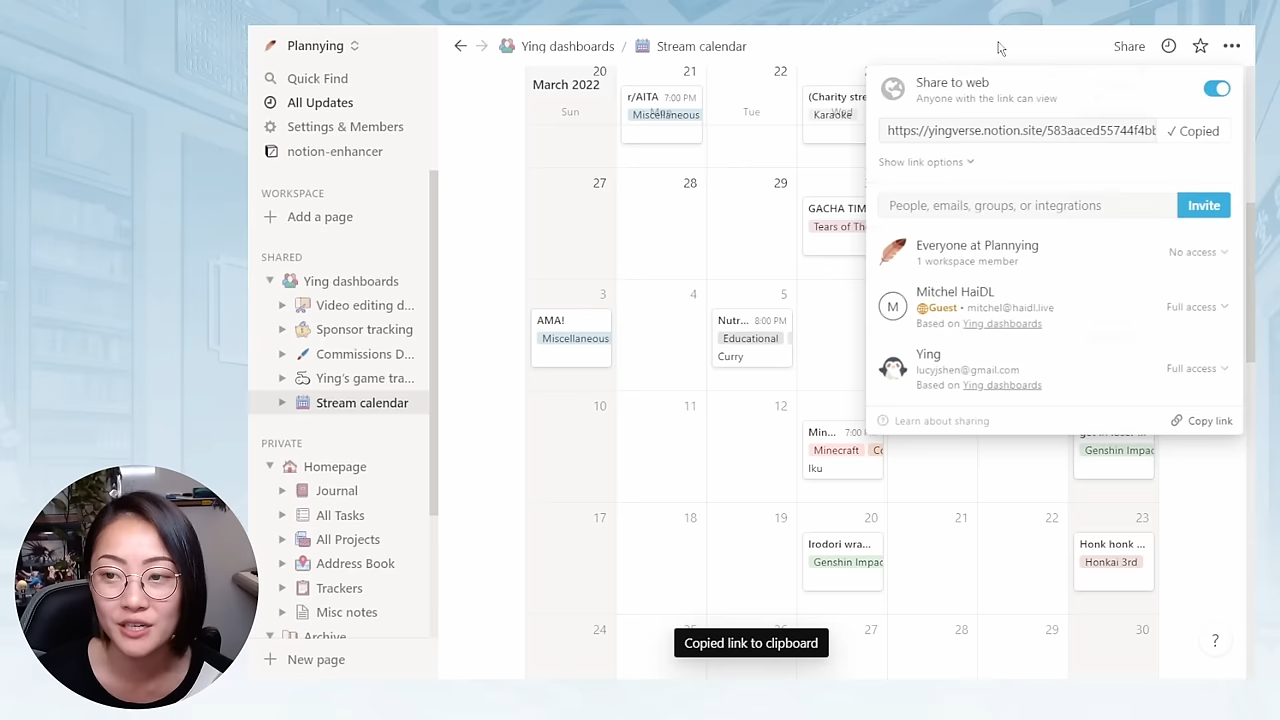 Plannying
Quick Find
All Updates
Settings & Members
notion-enhancer
WORKSPACE
Add a page
SHARED
Ying dashboards
Video editing d...
Sponsor tracking
Commissions D...
Ying's game tra...
Stream calendar
PRIVATE
Homepage
Journal
All Tasks
All Projects
Address Book
Trackers
Misc notes
Archive
New page
Ying dashboards / Stream calendar
Share
March 2022
Sun
Mon
Tue
Wed
20
21
22
r/AITA 7:00 PM
Miscellaneous
(Charity stre
Karaoke
27
28
29
GACHA TIM
Tears of Th
3
4
5
AMA!
Miscellaneous
Nutr... 8:00 PM
Educational
Curry
10
11
12
Min... 7:00
Minecraft
Iku
Genshin Impac
17
18
19
20
21
22
23
Irodori wra...
Genshin Impac
Honk honk ...
Honkai 3rd
24
25
27
28
29
30
Share to web
Anyone with the link can view
https://yingverse.notion.site/583aaced55744f4bb
✓ Copied
Show link options
People, emails, groups, or integrations
Invite
Everyone at Plannying
1 workspace member
No access
Mitchel HaiDL
Guest • mitchel@haidl.live
Based on Ying dashboards
Full access
Ying
lucyjshen@gmail.com
Based on Ying dashboards
Full access
Learn about sharing
Copy link
Copied link to clipboard
?